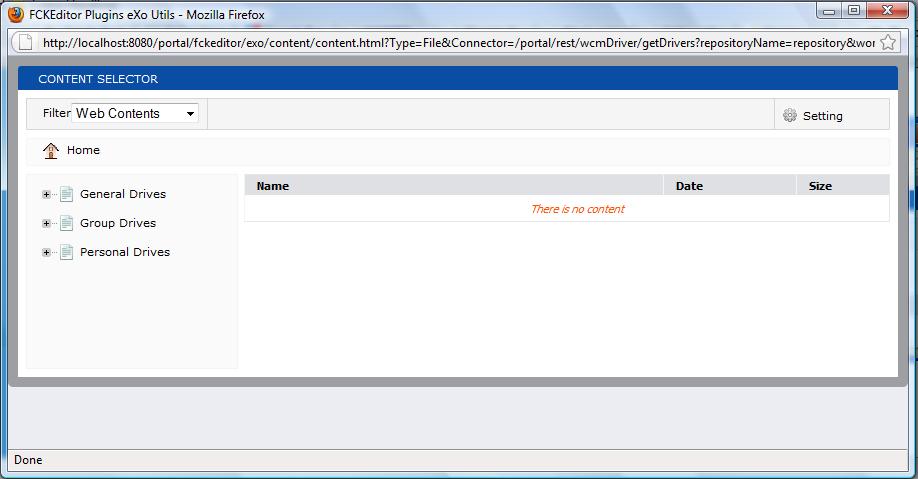 FCKEditor Plugins eXo Utils - Mozilla Firefox
http://localhost:8080/portal/fckeditor/exo/content/content.html?Type=File&Connector=/portal/rest/wcmDriver/getDrivers?repositoryName=repository&wor
CONTENT SELECTOR
Filter Web Contents Setting
Home
General Drives
Group Drives
Personal Drives
Name Date Size
There is no content
Done